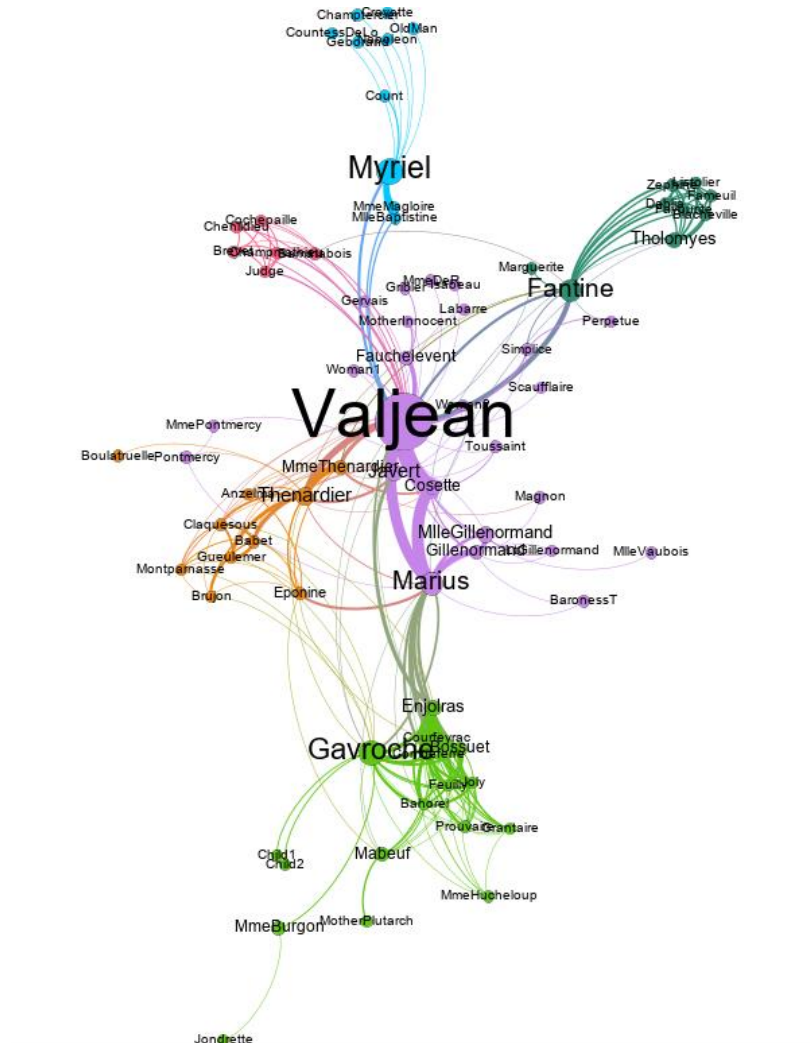 Champtercier
Cravatte
CountessDeLo
OldMan
Geborand
Napoleon
Count
Myriel
MmeMagloire
MlleBaptistine
Zephine
Listolier
Fameuil
Dahlia
Favourite
Blacheville
Tholomyes
Cochepaille
Chenildieu
Brevet
Champmathieu
Bamatabois
Judge
Marguerite
Fantine
MmeDeR
Gribier
Isabeau
Gervais
Labarre
MotherInnocent
Perpetue
Simplice
Fauchelevent
Woman1
Scaufflaire
Woman2
Valjean
MmePontmercy
Toussaint
Boulatruelle
Pontmercy
MmeThenardier
Javert
Cosette
Anzelma
Thenardier
Magnon
Claquesous
MlleGillenormand
Babet
Gillenormand
LtGillenormand
MlleVaubois
Gueulemer
Montparnasse
Marius
Brujon
Eponine
BaronessT
Enjolras
Courfeyrac
Gavroche
Bossuet
Combeferre
Feuilly
Joly
Bahorel
Prouvaire
Grantaire
Child1
Mabeuf
Child2
MmeHucheloup
MotherPlutarch
MmeBurgon
Jondrette